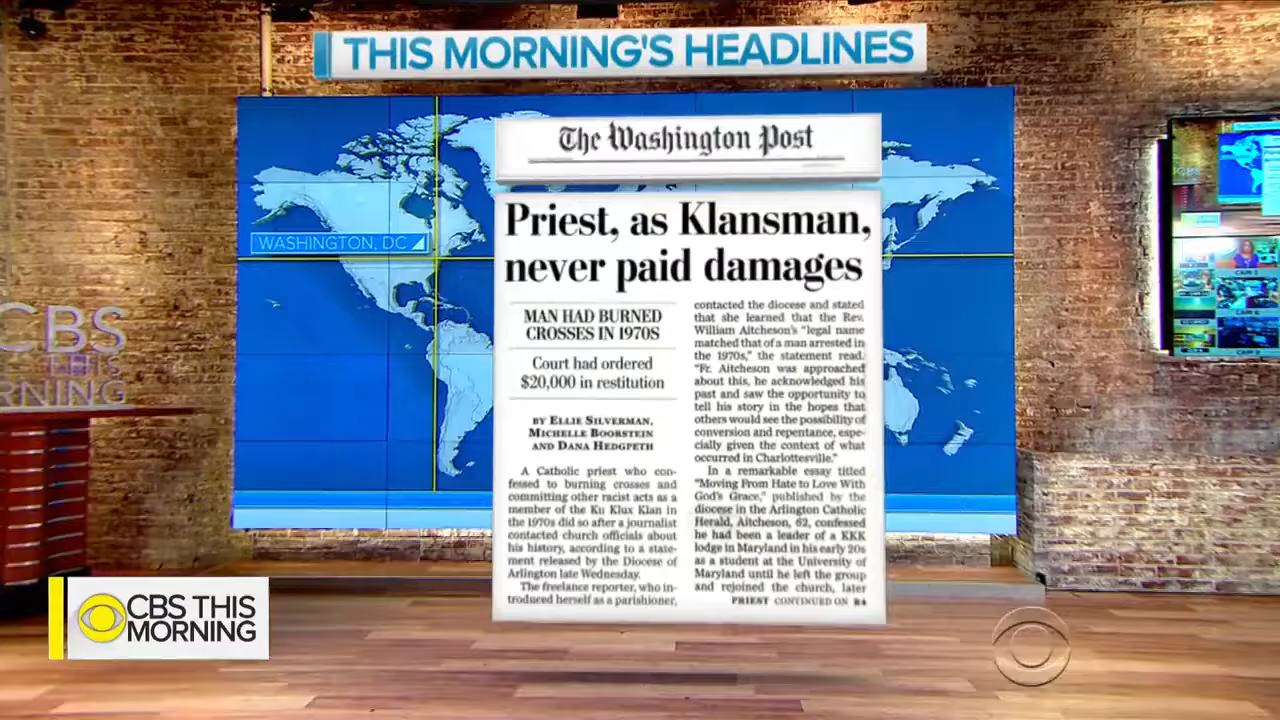 THIS MORNING'S HEADLINES
The Washington Post
WASHINGTON, DC
Priest, as Klansman,
never paid damages
MAN HAD BURNED
CROSSES IN 1970S
Court had ordered
$20,000 in restitution
BY ELLIE SILVERMAN,
MICHELLE BOORSTEIN
AND DANA HEDGPETH
A Catholic priest who con-
fessed to burning crosses and
committing other racist acts as a
member of the Ku Klux Klan in
the 1970s did so after a journalist
contacted church officials about
his history, according to a state-
ment released by the Diocese of
Arlington late Wednesday.
The freelance reporter, who in-
troduced herself as a parishioner,
contacted the diocese and stated
that she learned that the Rev.
William Aitcheson's "legal name
matched that of a man arrested in
the 1970s," the statement read.
"Fr. Aitcheson was approached
about this, he acknowledged his
past and saw the opportunity to
tell his story in the hopes that
others would see the possibility of
conversion and repentance, espe-
cially given the context of what
occurred in Charlottesville."
In a remarkable essay titled
"Moving From Hate to Love With
God's Grace," published by the
diocese in the Arlington Catholic
Herald, Aitcheson, 62, confessed
he had been a leader of a KKK
lodge in Maryland in his early 20s
as a student at the University of
Maryland until he left the group
and rejoined the church, later
PRIEST CONTINUED ON B4
CBS
THIS
RNING
CBS THIS
MORNING